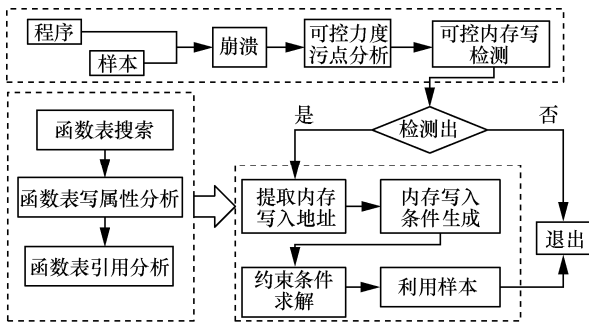 程序
样本
崩溃
可控力度
污点分析
可控内存写
检测
检测出
是
否
函数表搜索
函数表写属性分析
函数表引用分析
提取内存
写入地址
内存写入
条件生成
约束条件
求解
利用样本
退出